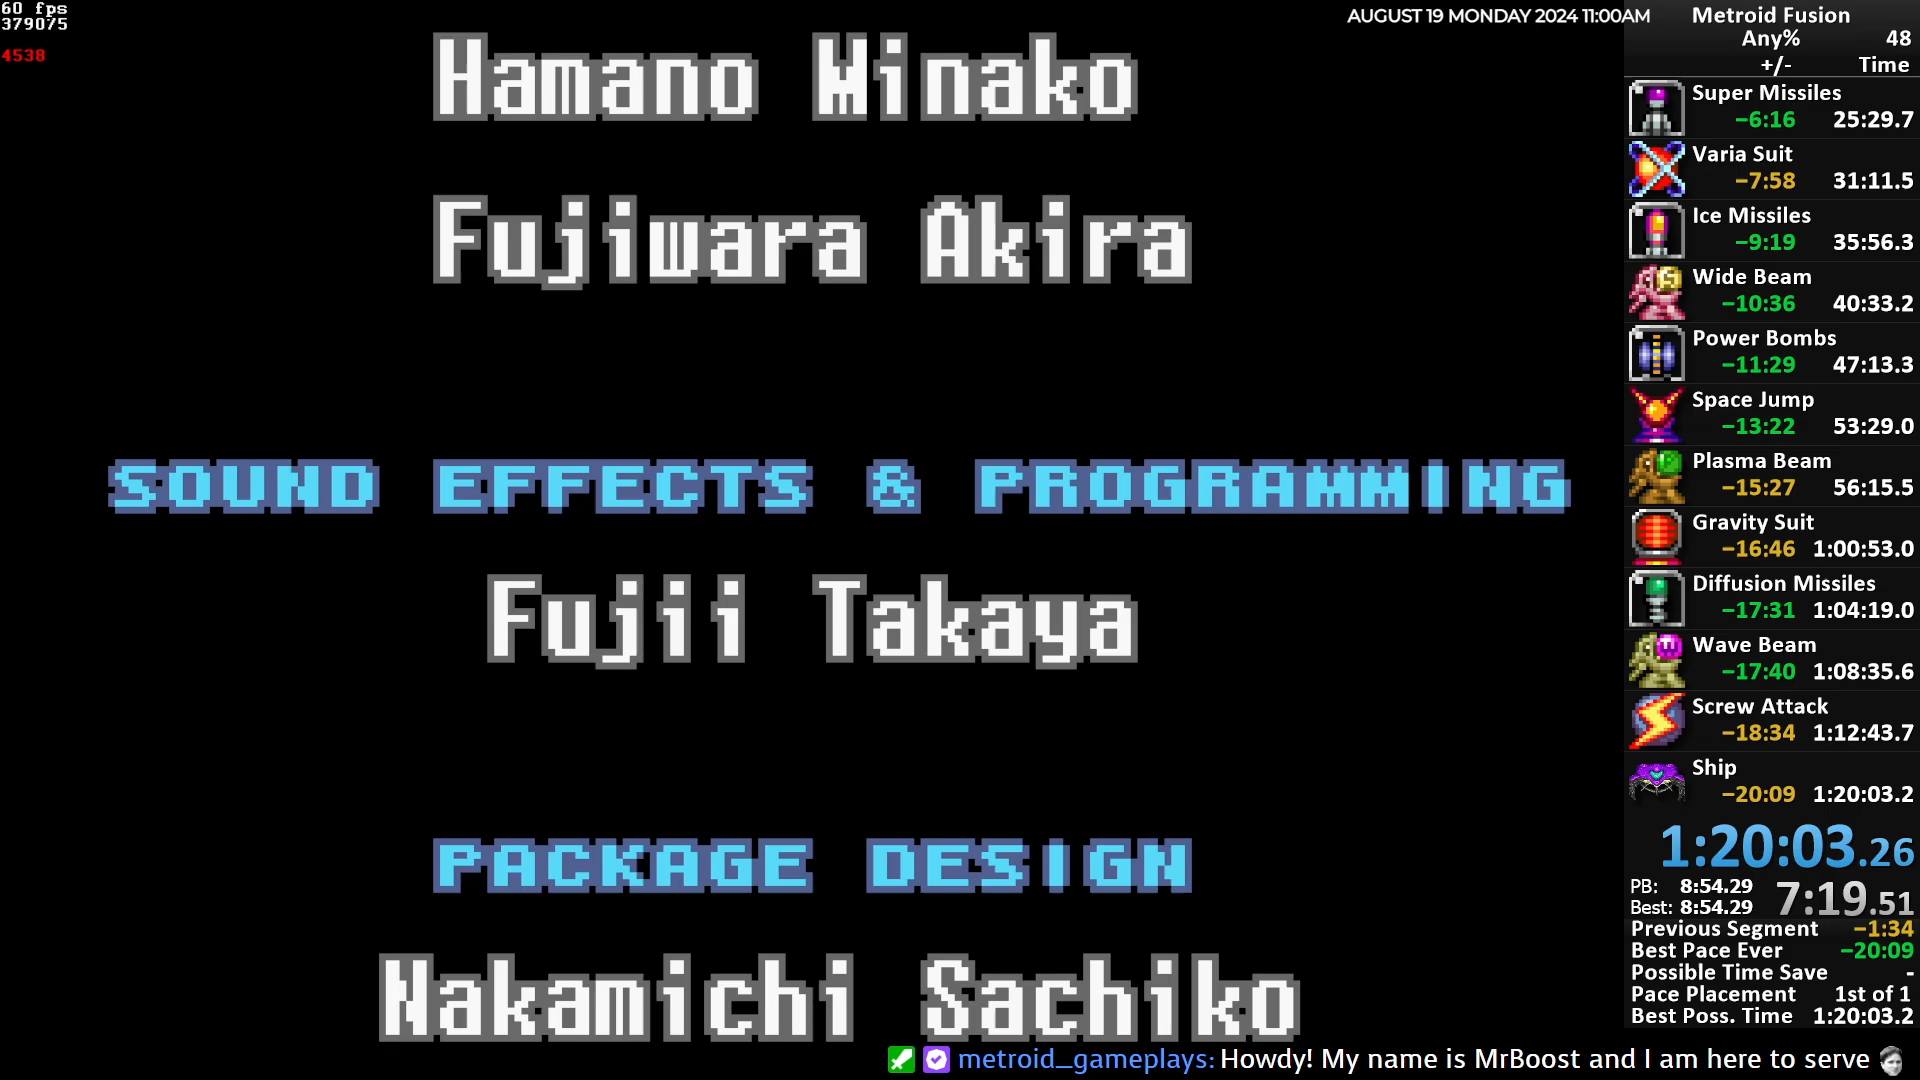 60 fps
379075
4538
Hamano Minako
Fujiwara Akira
SOUND EFFECTS & PROGRAMMING
Fujii Takaya
PACKAGE DESIGN
Nakamichi Sachiko
AUGUST 19 MONDAY 2024 11:00AM
Metroid Fusion
Any% 48
+/- Time
Super Missiles
−6:16 25:29.7
Varia Suit
−7:58 31:11.5
Ice Missiles
−9:19 35:56.3
Wide Beam
−10:36 40:33.2
Power Bombs
−11:29 47:13.3
Space Jump
−13:22 53:29.0
Plasma Beam
−15:27 56:15.5
Gravity Suit
−16:46 1:00:53.0
Diffusion Missiles
−17:31 1:04:19.0
Wave Beam
−17:40 1:08:35.6
Screw Attack
−18:34 1:12:43.7
Ship
−20:09 1:20:03.2
1:20:03.26
PB: 8:54.29
Best: 8:54.29
7:19.51
Previous Segment −1:34
Best Pace Ever −20:09
Possible Time Save -
Pace Placement 1st of 1
Best Poss. Time 1:20:03.2
metroid_gameplays: Howdy! My name is MrBoost and I am here to serve